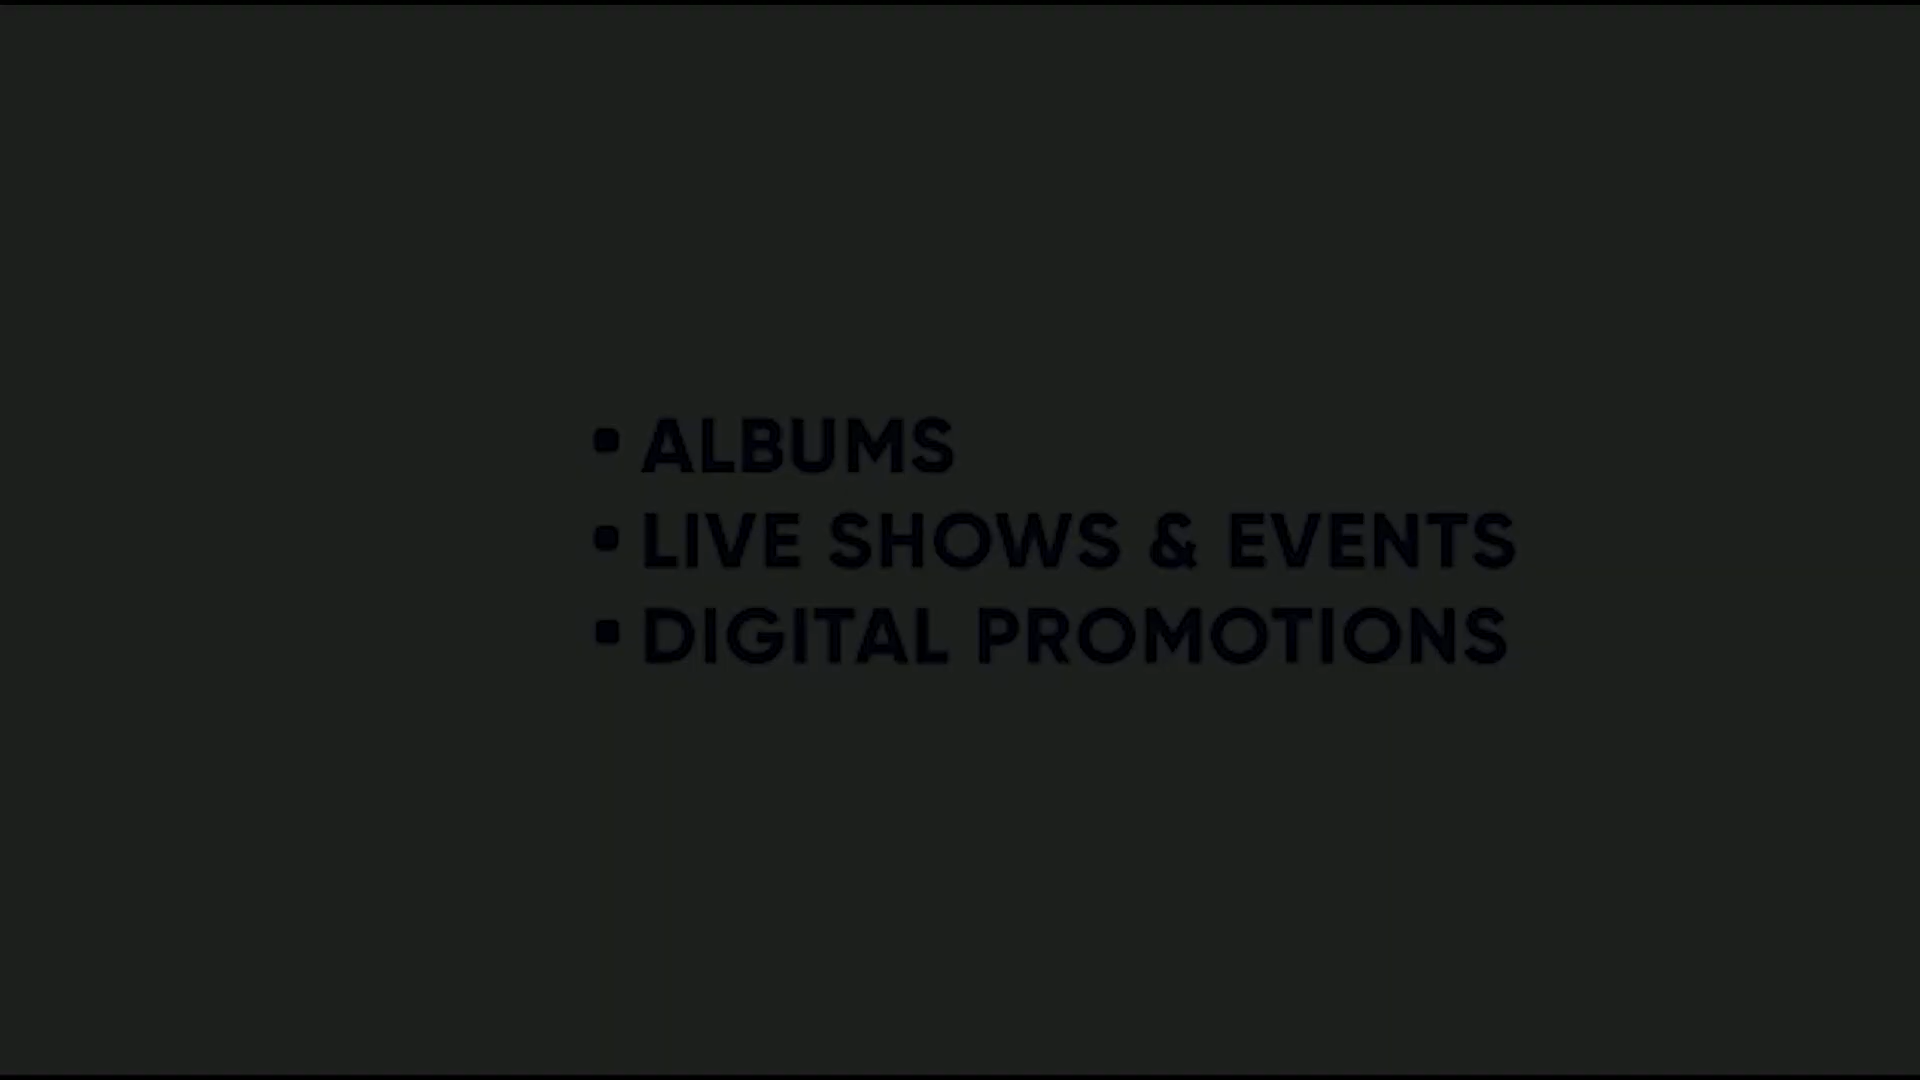 • ALBUMS
• LIVE SHOWS & EVENTS
• DIGITAL PROMOTIONS